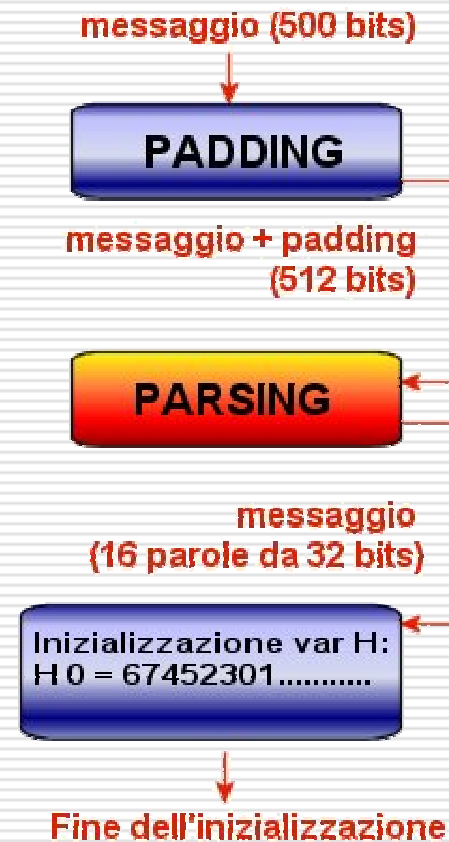 messaggio (500 bits)
PADDING
messaggio + padding
(512 bits)
PARSING
messaggio
(16 parole da 32 bits)
Inizializzazione var H:
H0 = 67452301...........
Fine dell'inizializzazione